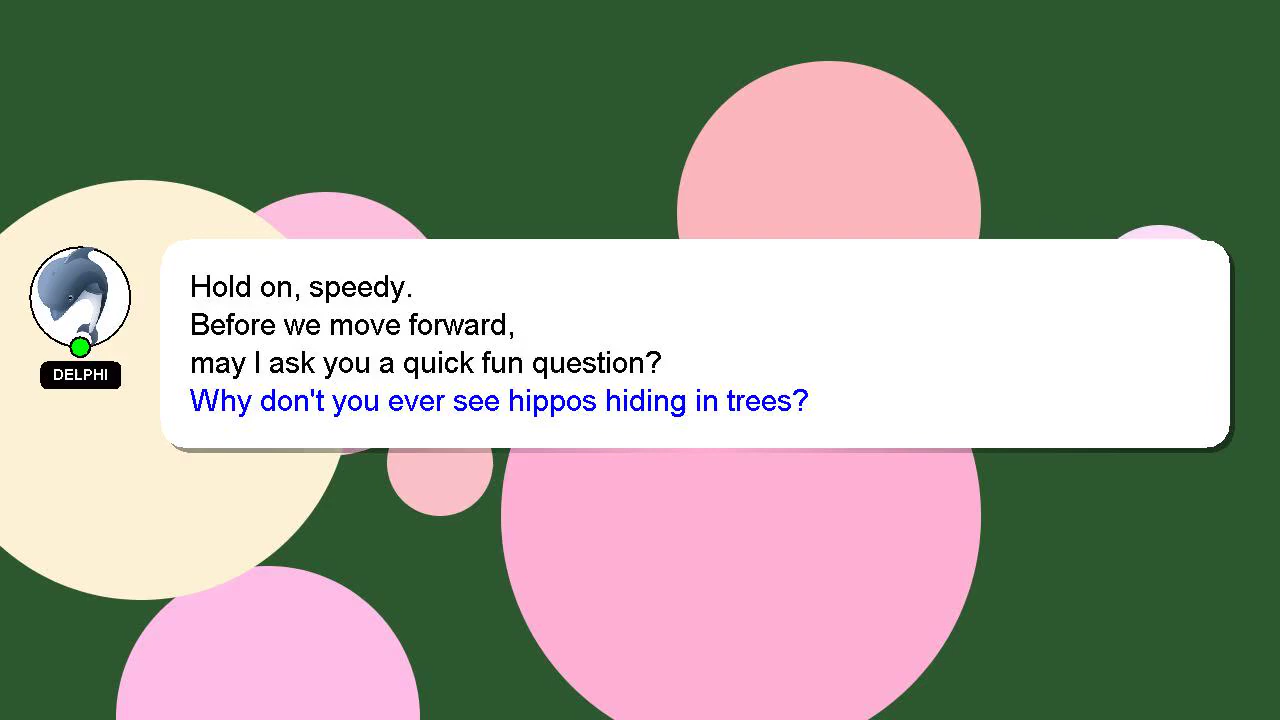 Hold on, speedy.
Before we move forward,
may I ask you a quick fun question?
Why don't you ever see hippos hiding in trees?
DELPHI